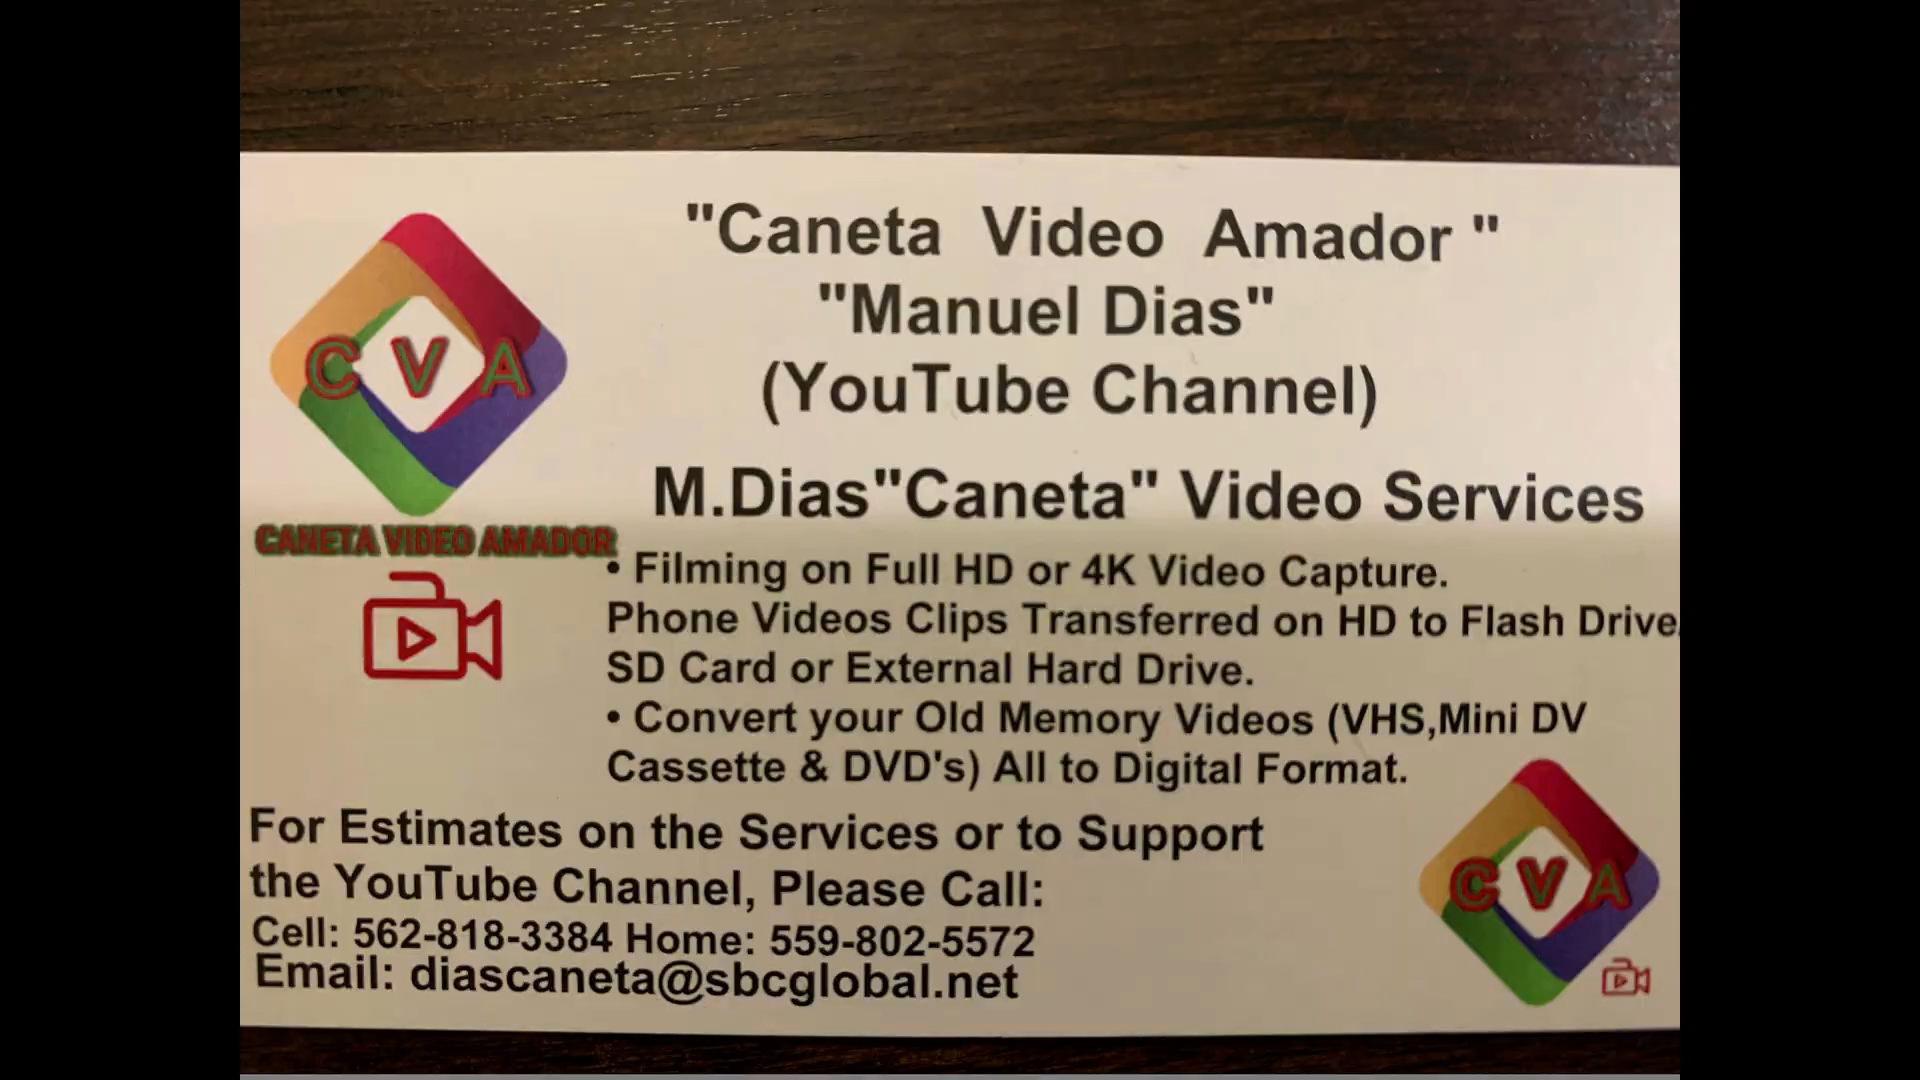 "Caneta Video Amador "
"Manuel Dias"
(YouTube Channel)
C V A
CANETA VIDEO AMADOR
M.Dias"Caneta" Video Services
• Filming on Full HD or 4K Video Capture.
Phone Videos Clips Transferred on HD to Flash Drive,
SD Card or External Hard Drive.
• Convert your Old Memory Videos (VHS,Mini DV
Cassette & DVD's) All to Digital Format.
For Estimates on the Services or to Support
the YouTube Channel, Please Call:
Cell: 562-818-3384 Home: 559-802-5572
Email: diascaneta@sbcglobal.net
C V A